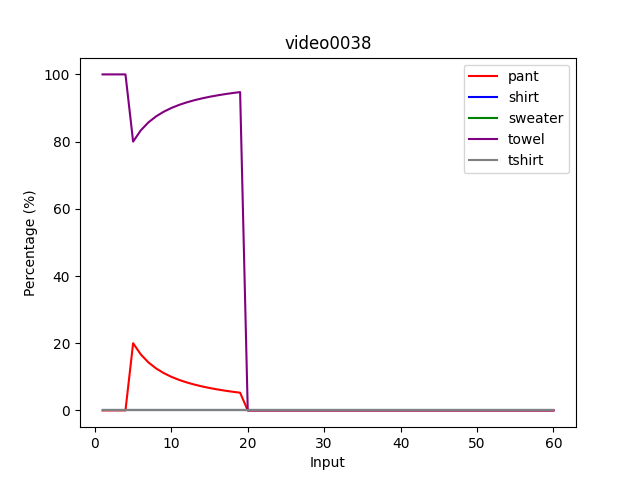 video0038
Percentage (%)
100
80
60
40
20
0
pant
shirt
sweater
towel
tshirt
0 10 20 30 40 50 60
Input